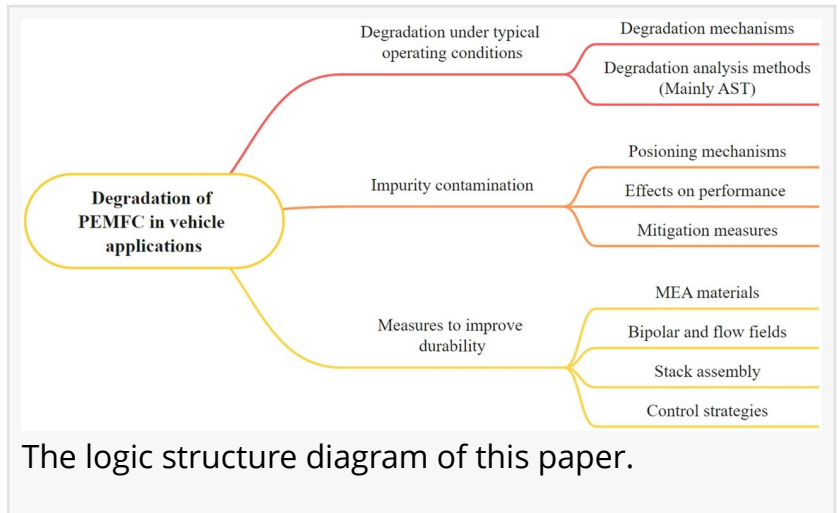 Degradation of
PEMFC in vehicle
applications
Degradation under typical
operating conditions
Degradation mechanisms
Degradation analysis methods
(Mainly AST)
Impurity contamination
Posioning mechanisms
Effects on performance
Mitigation measures
Measures to improve
durability
MEA materials
Bipolar and flow fields
Stack assembly
Control strategies
The logic structure diagram of this paper.